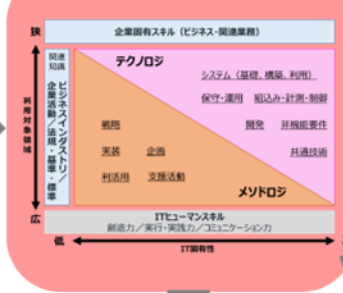 狭
企業固有スキル（ビジネス・関連業務）
関連
知識
ビジネスインダストリ／
企業活動／法規・基準・標準
利用対象領域
テクノロジ
システム（基礎、構築、利用）
保守・運用 組込み・計測・制御
戦略
開発 非機能要件
実装 企画
共通技術
利活用 支援活動
メソドロジ
広
ITヒューマンスキル
創造力／実行・実践力／コミュニケーション力
低
IT固有性